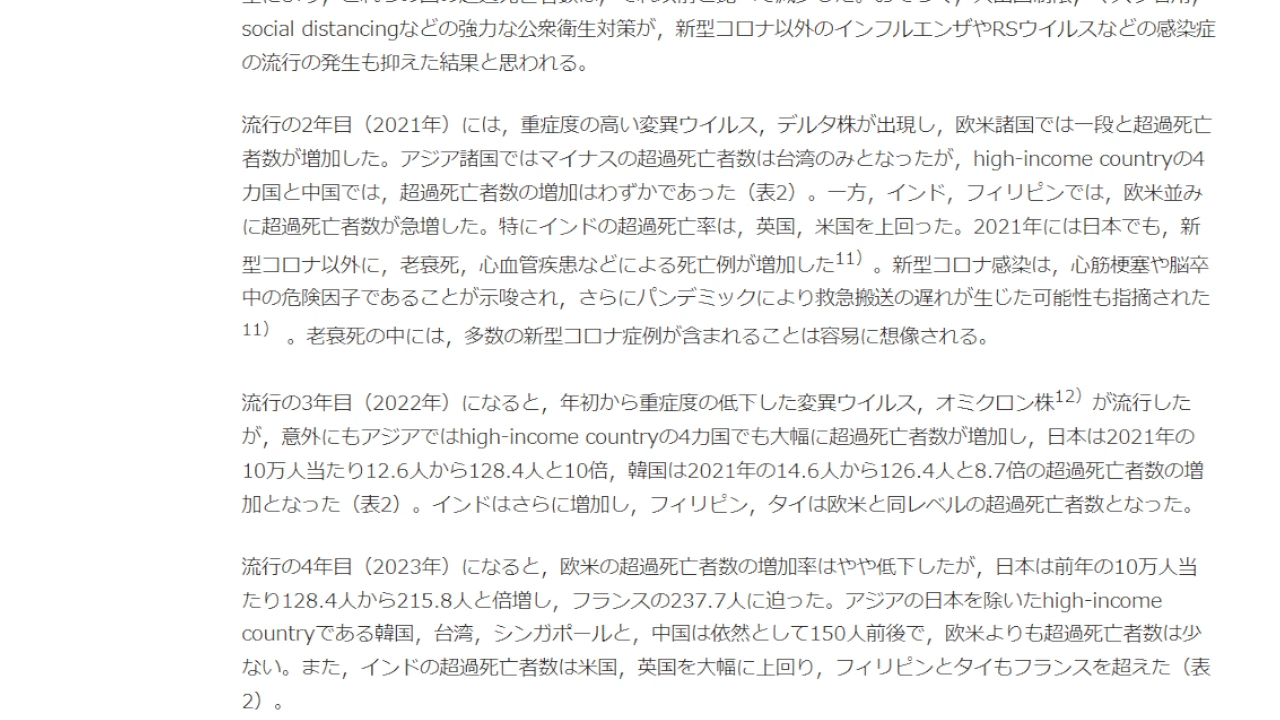 social distancingなどの強力な公衆衛生対策が，新型コロナ以外のインフルエンザやRSウイルスなどの感染症
の流行の発生も抑えた結果と思われる。
流行の2年目（2021年）には，重症度の高い変異ウイルス，デルタ株が出現し，欧米諸国では一段と超過死亡
者数が増加した。アジア諸国ではマイナスの超過死亡者数は台湾のみとなったが，high-income countryの4
カ国と中国では，超過死亡者数の増加はわずかであった（表2）。一方，インド，フィリピンでは，欧米並み
に超過死亡者数が急増した。特にインドの超過死亡率は，英国，米国を上回った。2021年には日本でも，新
型コロナ以外に，老衰死，心血管疾患などによる死亡例が増加した11）。新型コロナ感染は，心筋梗塞や脳卒
中の危険因子であることが示唆され，さらにパンデミックにより救急搬送の遅れが生じた可能性も指摘された
11）。老衰死の中には，多数の新型コロナ症例が含まれることは容易に想像される。
流行の3年目（2022年）になると，年初から重症度の低下した変異ウイルス，オミクロン株12）が流行した
が，意外にもアジアではhigh-income countryの4カ国でも大幅に超過死亡者数が増加し，日本は2021年の
10万人当たり12.6人から128.4人と10倍，韓国は2021年の14.6人から126.4人と8.7倍の超過死亡者数の増
加となった（表2）。インドはさらに増加し，フィリピン，タイは欧米と同レベルの超過死亡者数となった。
流行の4年目（2023年）になると，欧米の超過死亡者数の増加率はやや低下したが，日本は前年の10万人当
たり128.4人から215.8人と倍増し，フランスの237.7人に迫った。アジアの日本を除いたhigh-income
countryである韓国，台湾，シンガポールと，中国は依然として150人前後で，欧米よりも超過死亡者数は少
ない。また，インドの超過死亡者数は米国，英国を大幅に上回り，フィリピンとタイもフランスを超えた（表
2）。